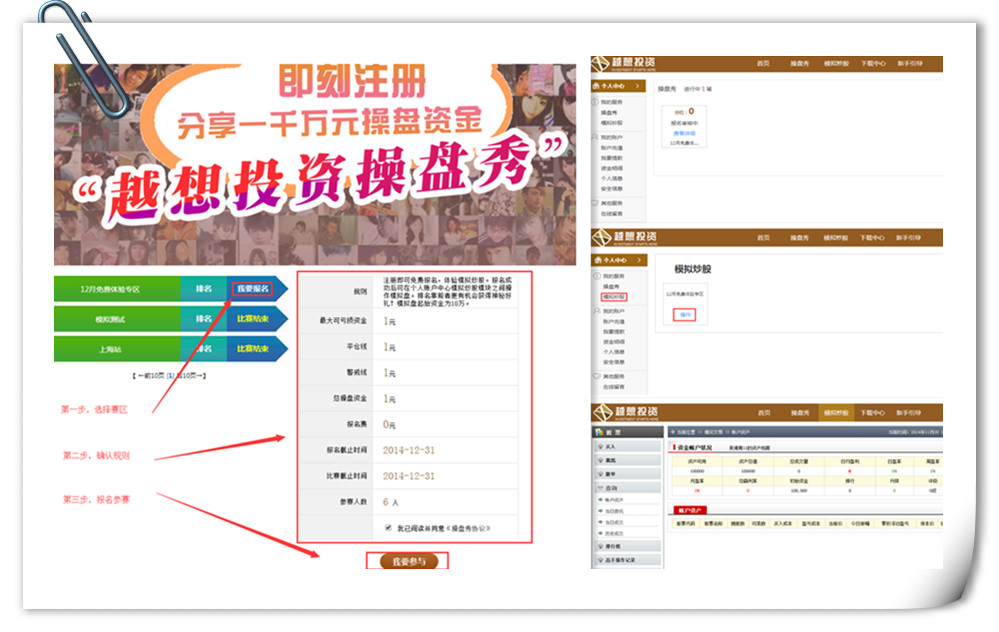 即刻注册
分享一千万元操盘资金
“越想投资操盘秀”
12月免费体验专区 排名 我要报名
模拟测试 排名 比赛结束
上海站 排名 比赛结束
【 ←前10页 [1] 后10页→】
第一步，选择赛区
第二步，确认规则
第三步，报名参赛
规则
注册即可免费报名，体验模拟炒股。报名成
功后可在个人账户中心模拟炒股模块之间操
作模拟盘。排名靠前者更有机会获得神秘好
礼！模拟盘起始资金为10万。
最大可亏损资金 1元
平仓线 1元
警戒线 1元
总操盘资金 1元
报名费 0元
报名截止时间 2014-12-31
比赛截止时间 2014-12-31
参赛人数 6 人
我已阅读并同意《操盘秀协议》
我要参与
越想投资
首页 操盘秀 模拟炒股 下载中心 新手引导
个人中心
操盘秀 进行中 1 场
我的服务
操盘秀
模拟炒股
我的账户
账户充值
我要提款
资金明细
个人信息
安全信息
其他服务
在线留言
排名：0
报名审核中
查看详细
12月免费体...
越想投资
首页 操盘秀 模拟炒股 下载中心 新手引导
个人中心
模拟炒股
我的服务
操盘秀
模拟炒股
我的账户
账户充值
我要提款
资金明细
个人信息
安全信息
其他服务
在线留言
12月免费体验专区
操作
越想投资
首页 操盘秀 模拟炒股 下载中心 新手引导
股 票
买入
卖出
撤单
查询
账户资产
当日委托
当日成交
历史成交
排行榜
高手操作记录
资金帐户状况
账户资产